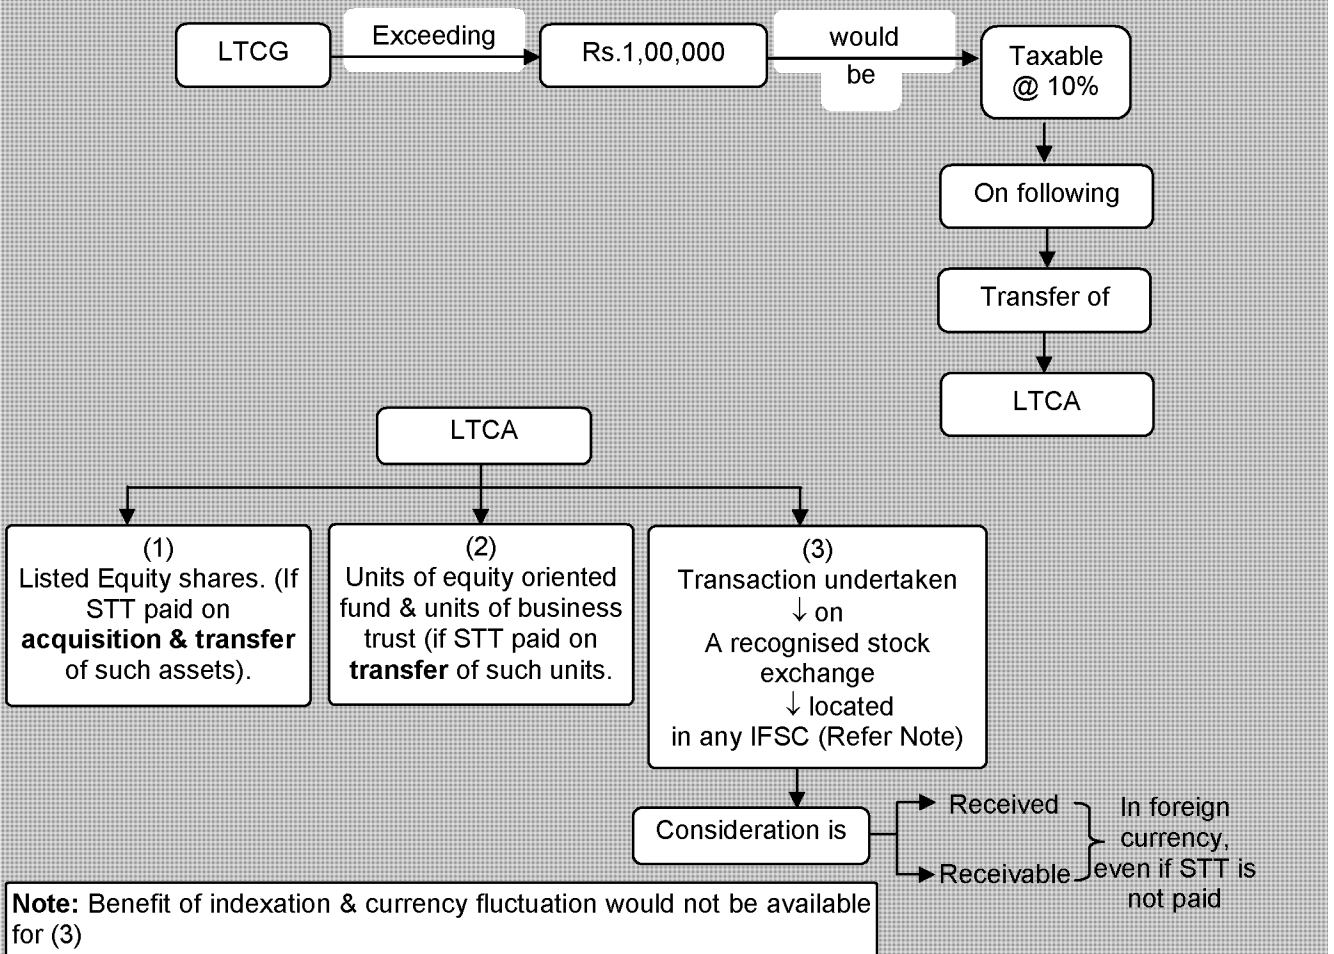 LTCG
Exceeding
Rs.1,00,000
would
be
Taxable
@ 10%
On following
Transfer of
LTCA
LTCA
(1)
Listed Equity shares. (If
STT paid on
acquisition & transfer
of such assets).
(2)
Units of equity oriented
fund & units of business
trust (if STT paid on
transfer of such units.
(3)
Transaction undertaken
↓ on
A recognised stock
exchange
↓ located
in any IFSC (Refer Note)
Consideration is
Received
Receivable
In foreign
currency,
even if STT is
not paid
Note: Benefit of indexation & currency fluctuation would not be available
for (3)